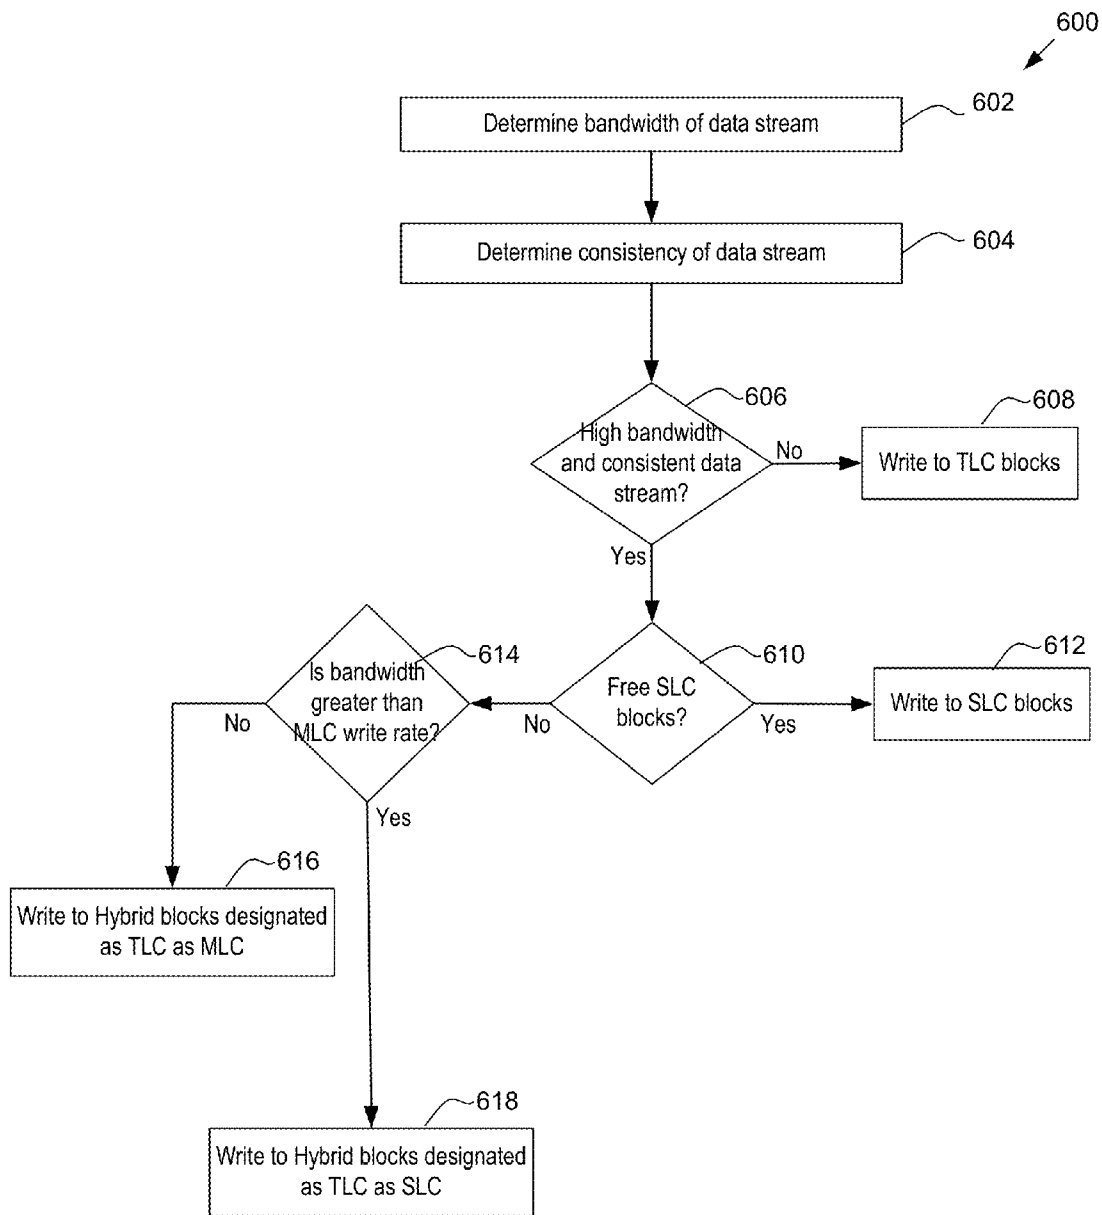 600
602
Determine bandwidth of data stream
604
Determine consistency of data stream
606
High bandwidth
and consistent data
stream?
No
608
Write to TLC blocks
Yes
610
Free SLC
blocks?
Yes
612
Write to SLC blocks
No
614
Is bandwidth
greater than
MLC write rate?
No
Yes
616
Write to Hybrid blocks designated
as TLC as MLC
618
Write to Hybrid blocks designated
as TLC as SLC